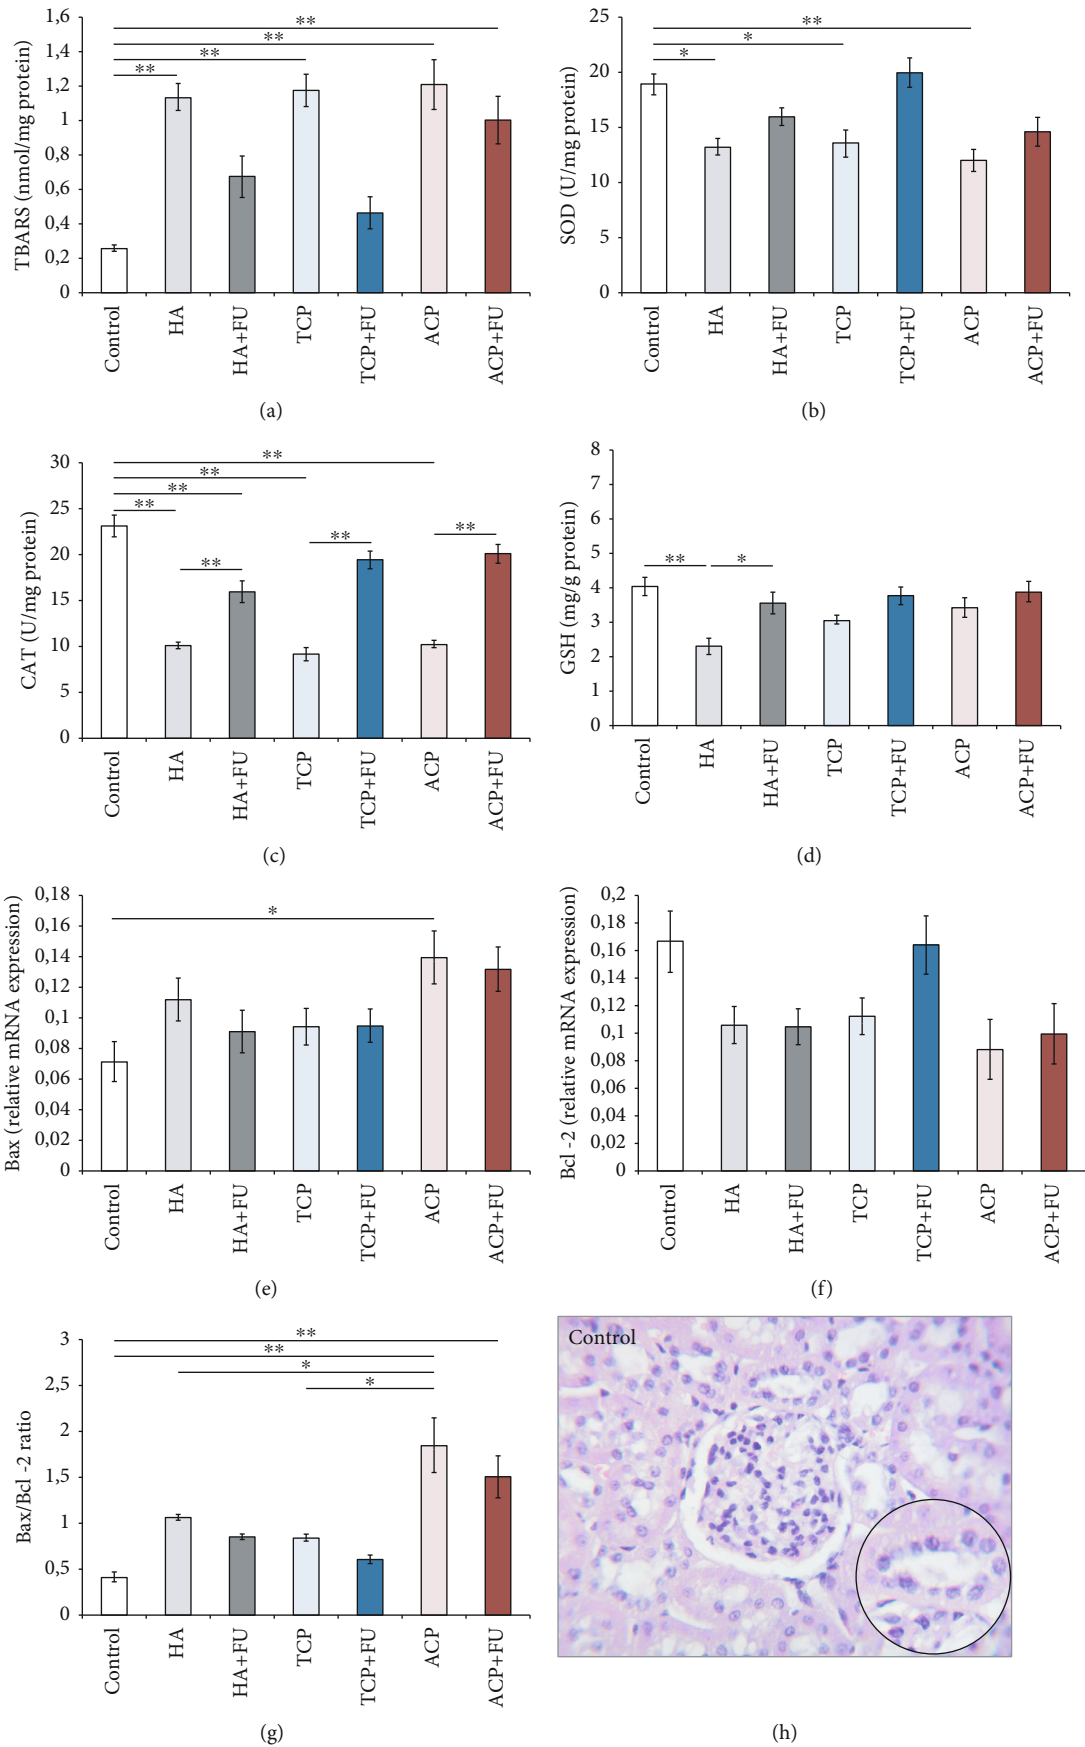 TBARS (nmol/mg protein)
1,6
1,4
1,2
1
0,8
0,6
0,4
0,2
0
**
**
**
**
Control
HA
HA+FU
TCP
TCP+FU
ACP
ACP+FU
(a)
SOD (U/mg protein)
25
20
15
10
5
0
**
*
*
Control
HA
HA+FU
TCP
TCP+FU
ACP
ACP+FU
(b)
CAT (U/mg protein)
30
25
20
15
10
5
0
**
**
**
**
**
**
**
Control
HA
HA+FU
TCP
TCP+FU
ACP
ACP+FU
(c)
GSH (mg/g protein)
8
7
6
5
4
3
2
1
0
**
*
Control
HA
HA+FU
TCP
TCP+FU
ACP
ACP+FU
(d)
Bax (relative mRNA expression)
0,18
0,16
0,14
0,12
0,1
0,08
0,06
0,04
0,02
0
*
Control
HA
HA+FU
TCP
TCP+FU
ACP
ACP+FU
(e)
Bcl -2 (relative mRNA expression)
0,2
0,16
0,12
0,1
0,08
0,06
0,04
0,02
0
Control
HA
HA+FU
TCP
TCP+FU
ACP
ACP+FU
(f)
Bax/Bcl -2 ratio
3
2,5
2
1,5
1
0,5
0
**
**
*
*
Control
HA
HA+FU
TCP
TCP+FU
ACP
ACP+FU
(g)
Control
(h)